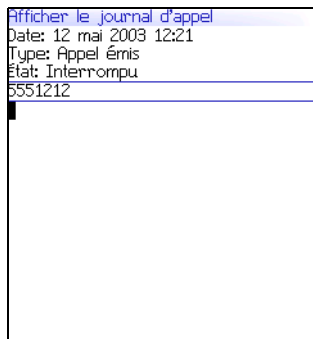 Afficher le journal d'appel
Date: 12 mai 2003 12:21
Type: Appel émis
État: Interrompu
5551212